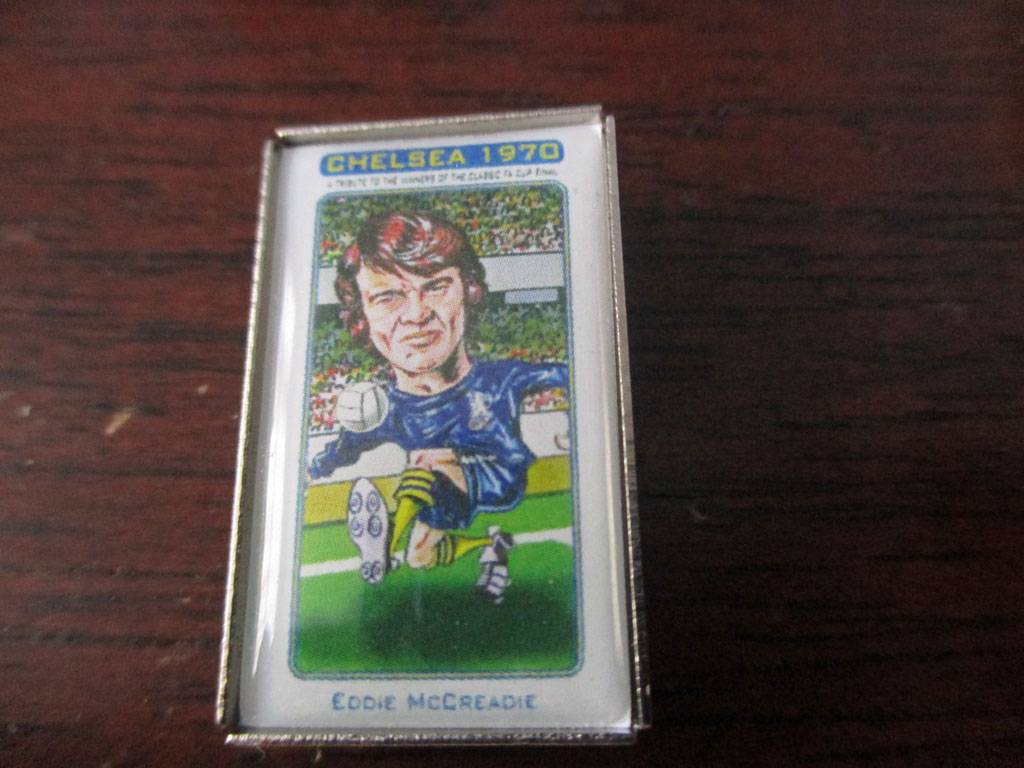 CHELSEA 1970
A TRIBUTE TO THE WINNERS OF THE CLASSIC FA CUP FINAL
EDDIE MCCREADIE